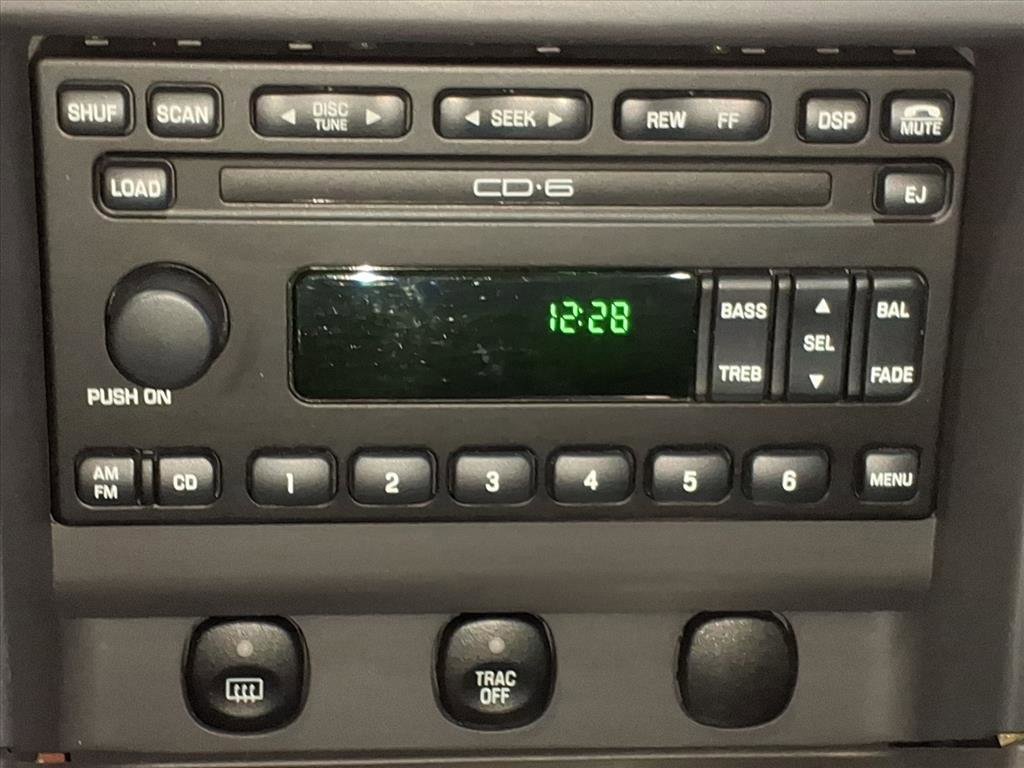 SHUF
SCAN
◀ DISC ▶
TUNE
◀ SEEK ▶
REW FF
DSP
MUTE
LOAD
CD·6
EJ
12:28
BASS
TREB
▲
SEL
▼
BAL
FADE
PUSH ON
AM
FM
CD
1
2
3
4
5
6
MENU
TRAC
OFF